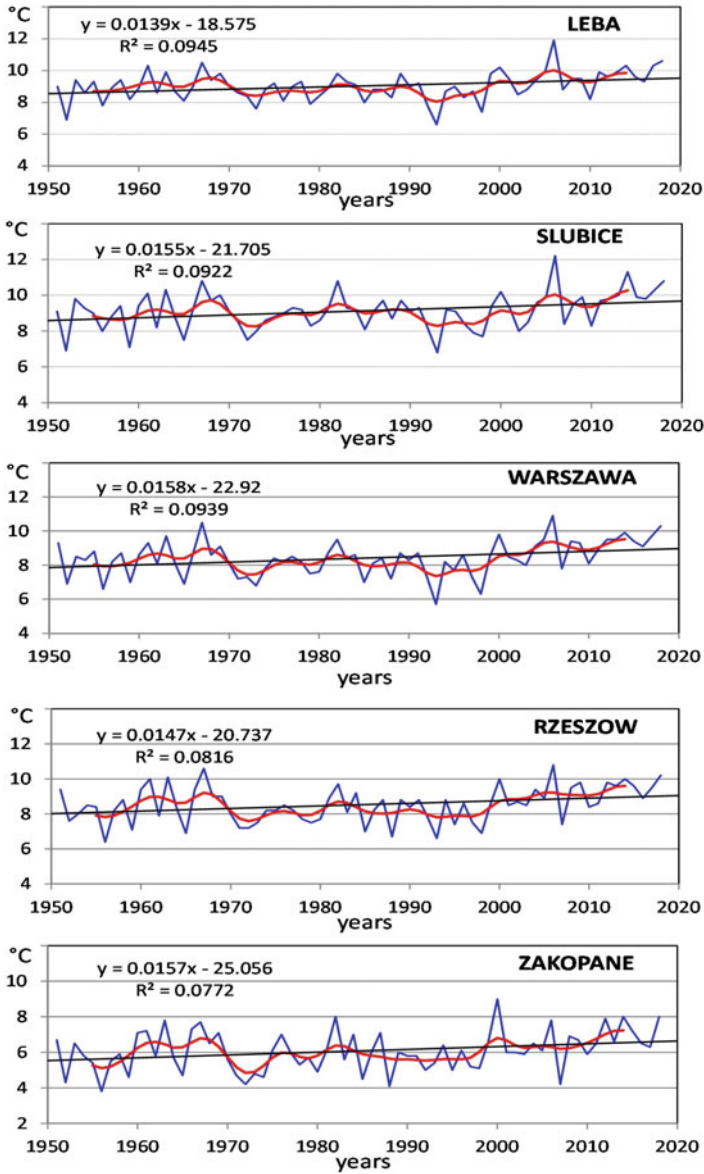 °C
y = 0.0139x - 18.575
R² = 0.0945
LEBA
12
10
8
6
4
1950 1960 1970 1980 1990 2000 2010 2020
years
°C
y = 0.0155x - 21.705
R² = 0.0922
SLUBICE
12
10
8
6
4
1950 1960 1970 1980 1990 2000 2010 2020
years
°C
y = 0.0158x - 22.92
R² = 0.0939
WARSZAWA
12
10
8
6
4
1950 1960 1970 1980 1990 2000 2010 2020
years
°C
y = 0.0147x - 20.737
R² = 0.0816
RZESZOW
12
10
8
6
4
1950 1960 1970 1980 1990 2000 2010 2020
years
°C
y = 0.0157x - 25.056
R² = 0.0772
ZAKOPANE
10
8
6
4
2
1950 1960 1970 1980 1990 2000 2010 2020
years